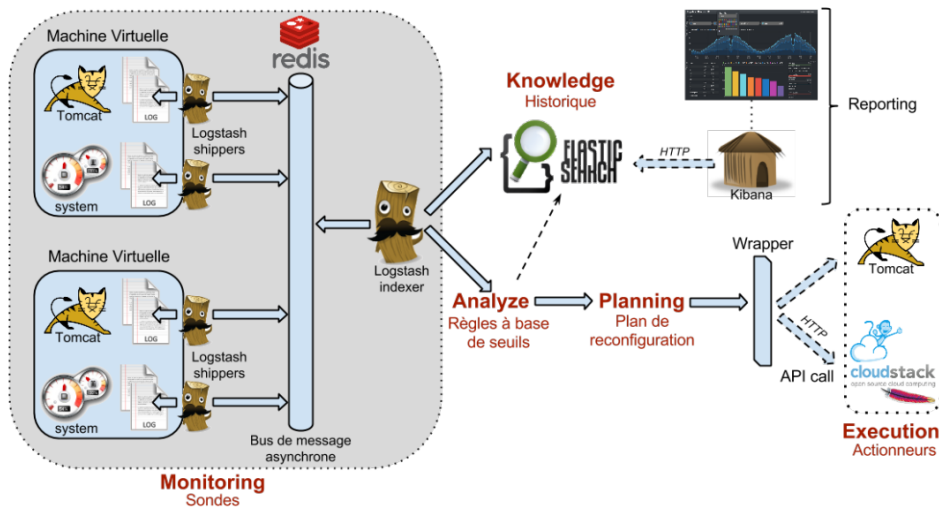 Machine Virtuelle
Tomcat
LOG
Logstash
shippers
system
LOG
redis
Machine Virtuelle
Tomcat
LOG
Logstash
shippers
system
LOG
Bus de message
asynchrone
Monitoring
Sondes
Logstash
indexer
Knowledge
Historique
ELASTIC
SEARCH
HTTP
Kibana
Reporting
Analyze
Règles à base
de seuils
Planning
Plan de
reconfiguration
Wrapper
HTTP
API call
Tomcat
cloudstack
open source cloud computing
Execution
Actionneurs